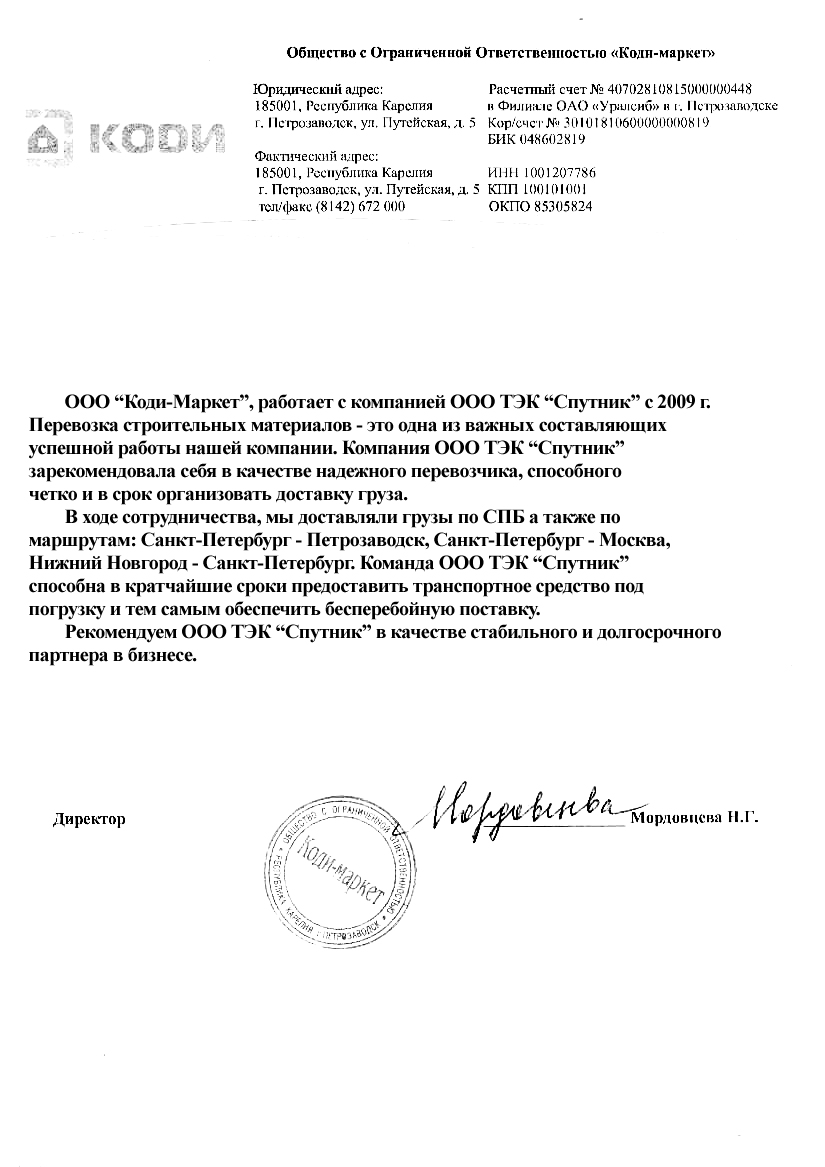 Общество с Ограниченной Ответственностью «Коди-маркет»
КОДИ
Юридический адрес:
185001, Республика Карелия
г. Петрозаводск, ул. Путейская, д. 5
Фактический адрес:
185001, Республика Карелия
г. Петрозаводск, ул. Путейская, д. 5
тел/факс (8142) 672 000
Расчетный счет № 40702810815000000448
в Филиале ОАО «Уралсиб» в г. Петрозаводске
Кор/счет № 30101810600000000819
БИК 048602819
ИНН 1001207786
КПП 100101001
ОКПО 85305824
ООО “Коди-Маркет”, работает с компанией ООО ТЭК “Спутник” с 2009 г.
Перевозка строительных материалов - это одна из важных составляющих
успешной работы нашей компании. Компания ООО ТЭК “Спутник”
зарекомендовала себя в качестве надежного перевозчика, способного
четко и в срок организовать доставку груза.
В ходе сотрудничества, мы доставляли грузы по СПБ а также по
маршрутам: Санкт-Петербург - Петрозаводск, Санкт-Петербург - Москва,
Нижний Новгород - Санкт-Петербург. Команда ООО ТЭК “Спутник”
способна в кратчайшие сроки предоставить транспортное средство под
погрузку и тем самым обеспечить бесперебойную поставку.
Рекомендуем ООО ТЭК “Спутник” в качестве стабильного и долгосрочного
партнера в бизнесе.
Директор
Мордовцева
Мордовцева Н.Г.
ОБЩЕСТВО С ОГРАНИЧЕННОЙ ОТВЕТСТВЕННОСТЬЮ
РЕСПУБЛИКА КАРЕЛИЯ Г.ПЕТРОЗАВОДСК
Коди-маркет